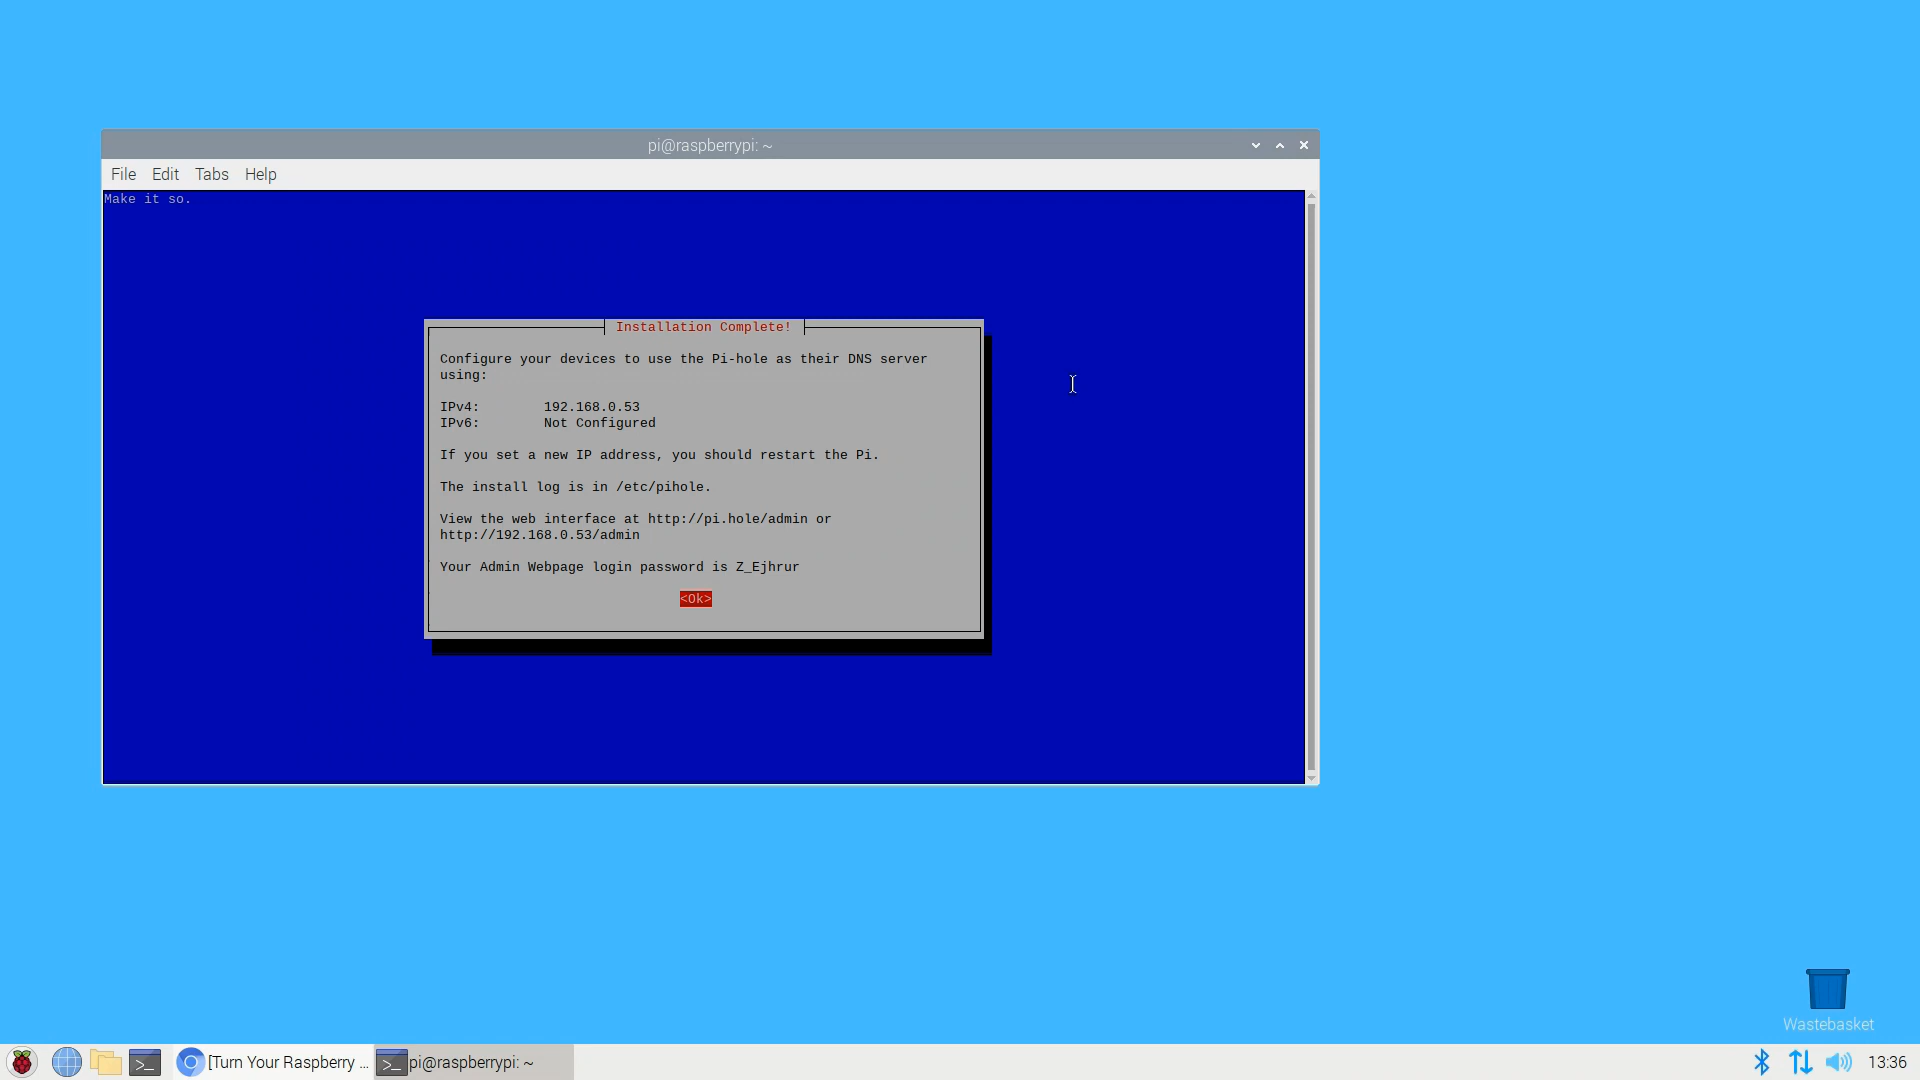 pi@raspberrypi: ~
File Edit Tabs Help
Make it so.
Installation Complete!
Configure your devices to use the Pi-hole as their DNS server
using:
IPv4: 192.168.0.53
IPv6: Not Configured
If you set a new IP address, you should restart the Pi.
The install log is in /etc/pihole.
View the web interface at http://pi.hole/admin or
http://192.168.0.53/admin
Your Admin Webpage login password is Z_Ejhrur
<Ok>
Wastebasket
[Turn Your Raspberry ... pi@raspberrypi: ~ 13:36